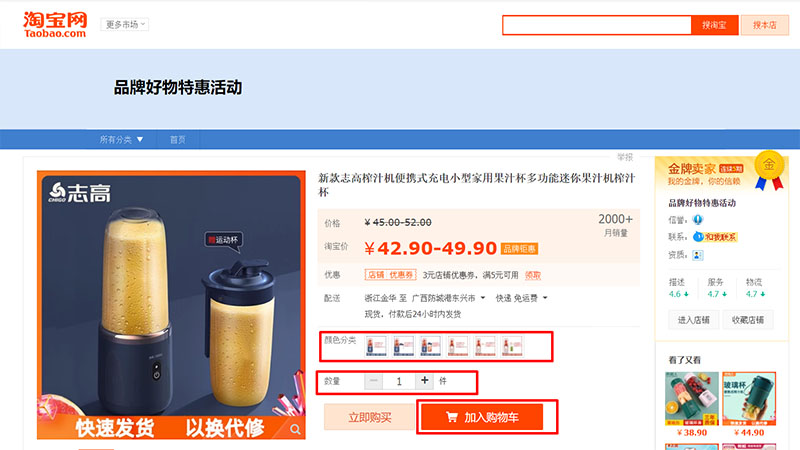 淘宝网
Taobao.com
更多市场
搜淘宝
搜本店
品牌好物特惠活动
所有分类
首页
举报
CHIGO 志高
赠运动杯
快速发货
以换代修
新款志高榨汁机便携式充电小型家用果汁杯多功能迷你果汁机榨汁
杯
价格
¥ 45.00-52.00
2000+
月销量
淘宝价
¥ 42.90-49.90
品牌钜惠
优惠
店铺 优惠券
3元店铺优惠券，满5元可用
领取
配送
浙江金华 至 广西防城港东兴市
快递 免运费
现货，付款后24小时内发货
颜色分类
数量
1
件
立即购买
加入购物车
金牌卖家
连续5期
我的金牌，你的信赖
金
品牌好物特惠活动
信誉：
联系：
和我联系
资质：
描述
服务
物流
4.6
4.7
4.7
进入店铺
收藏店铺
看了又看
玻璃杯
¥ 38.90
¥ 44.90